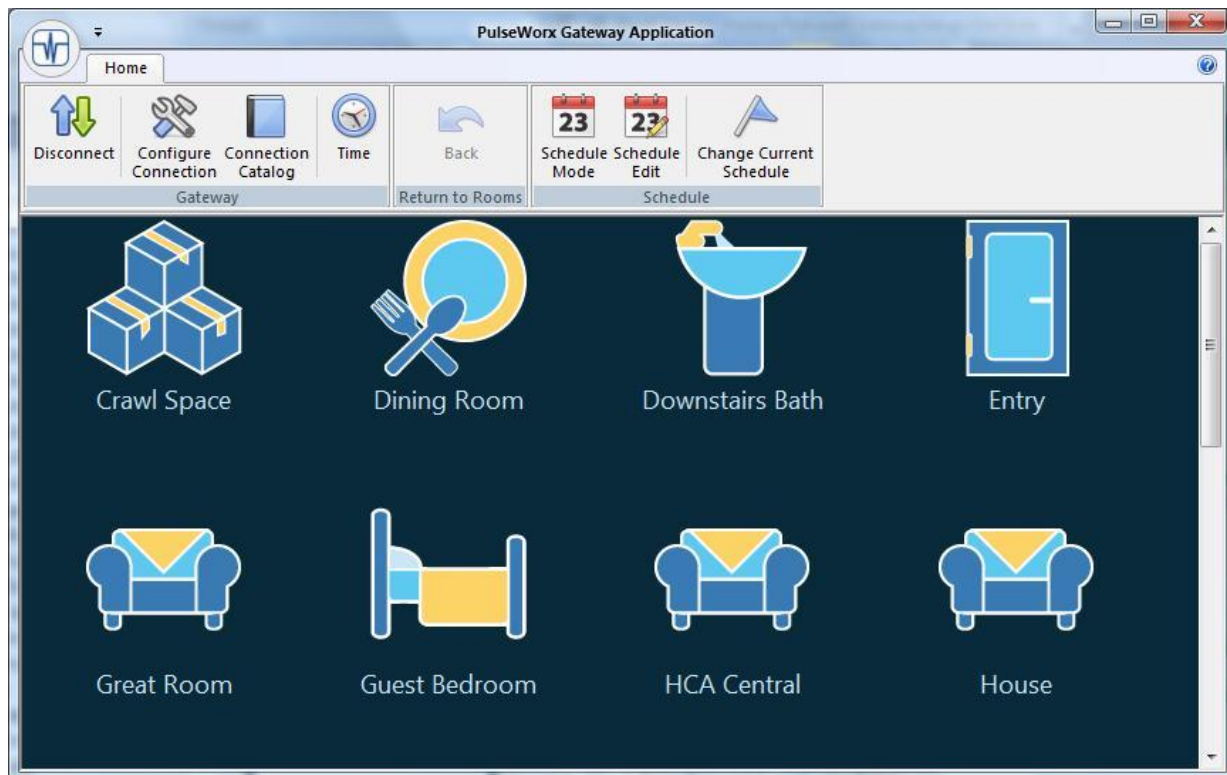 PulseWorx Gateway Application
Home
Disconnect
Configure
Connection
Connection
Catalog
Time
Back
23
Schedule
Mode
23
Schedule
Edit
Change Current
Schedule
Gateway
Return to Rooms
Schedule
Crawl Space
Dining Room
Downstairs Bath
Entry
Great Room
Guest Bedroom
HCA Central
House